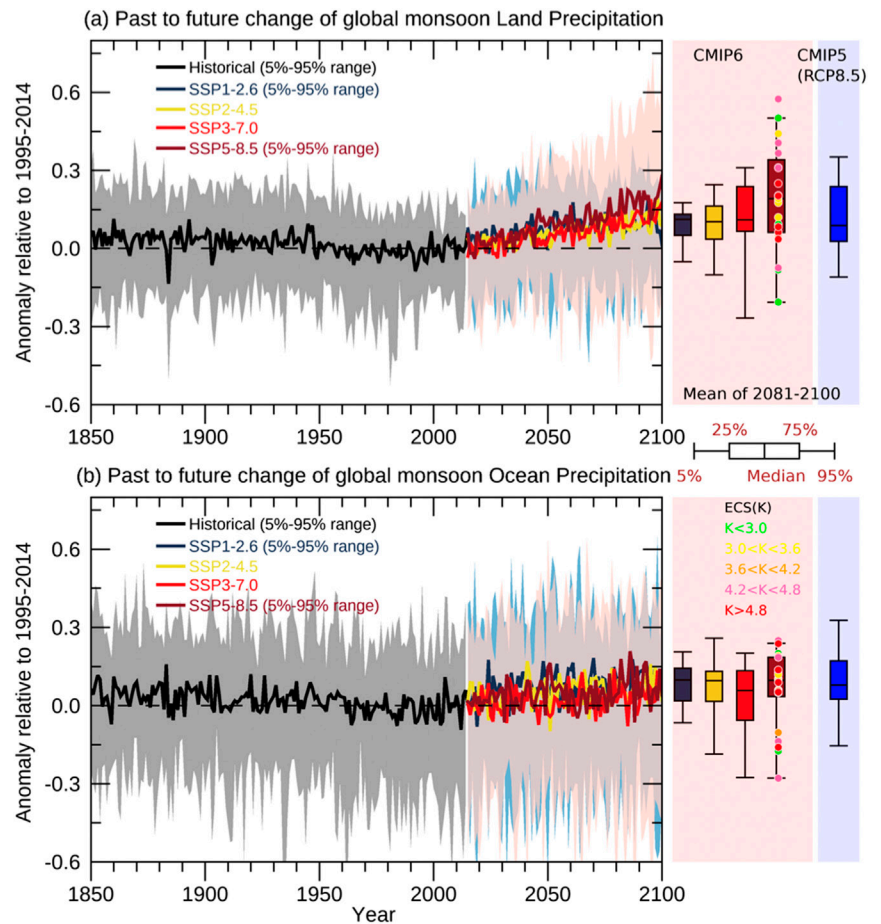 (a) Past to future change of global monsoon Land Precipitation
Anomaly relative to 1995-2014
0.6
0.3
0.0
-0.3
-0.6
Historical (5%-95% range)
SSP1-2.6 (5%-95% range)
SSP2-4.5
SSP3-7.0
SSP5-8.5 (5%-95% range)
1850 1900 1950 2000 2050 2100
CMIP6
CMIP5
(RCP8.5)
Mean of 2081-2100
25% 75%
5% Median 95%
(b) Past to future change of global monsoon Ocean Precipitation
Anomaly relative to 1995-2014
0.6
0.3
0.0
-0.3
-0.6
Historical (5%-95% range)
SSP1-2.6 (5%-95% range)
SSP2-4.5
SSP3-7.0
SSP5-8.5 (5%-95% range)
1850 1900 1950 2000 2050 2100
Year
ECS(K)
K<3.0
3.0<K<3.6
3.6<K<4.2
4.2<K<4.8
K>4.8